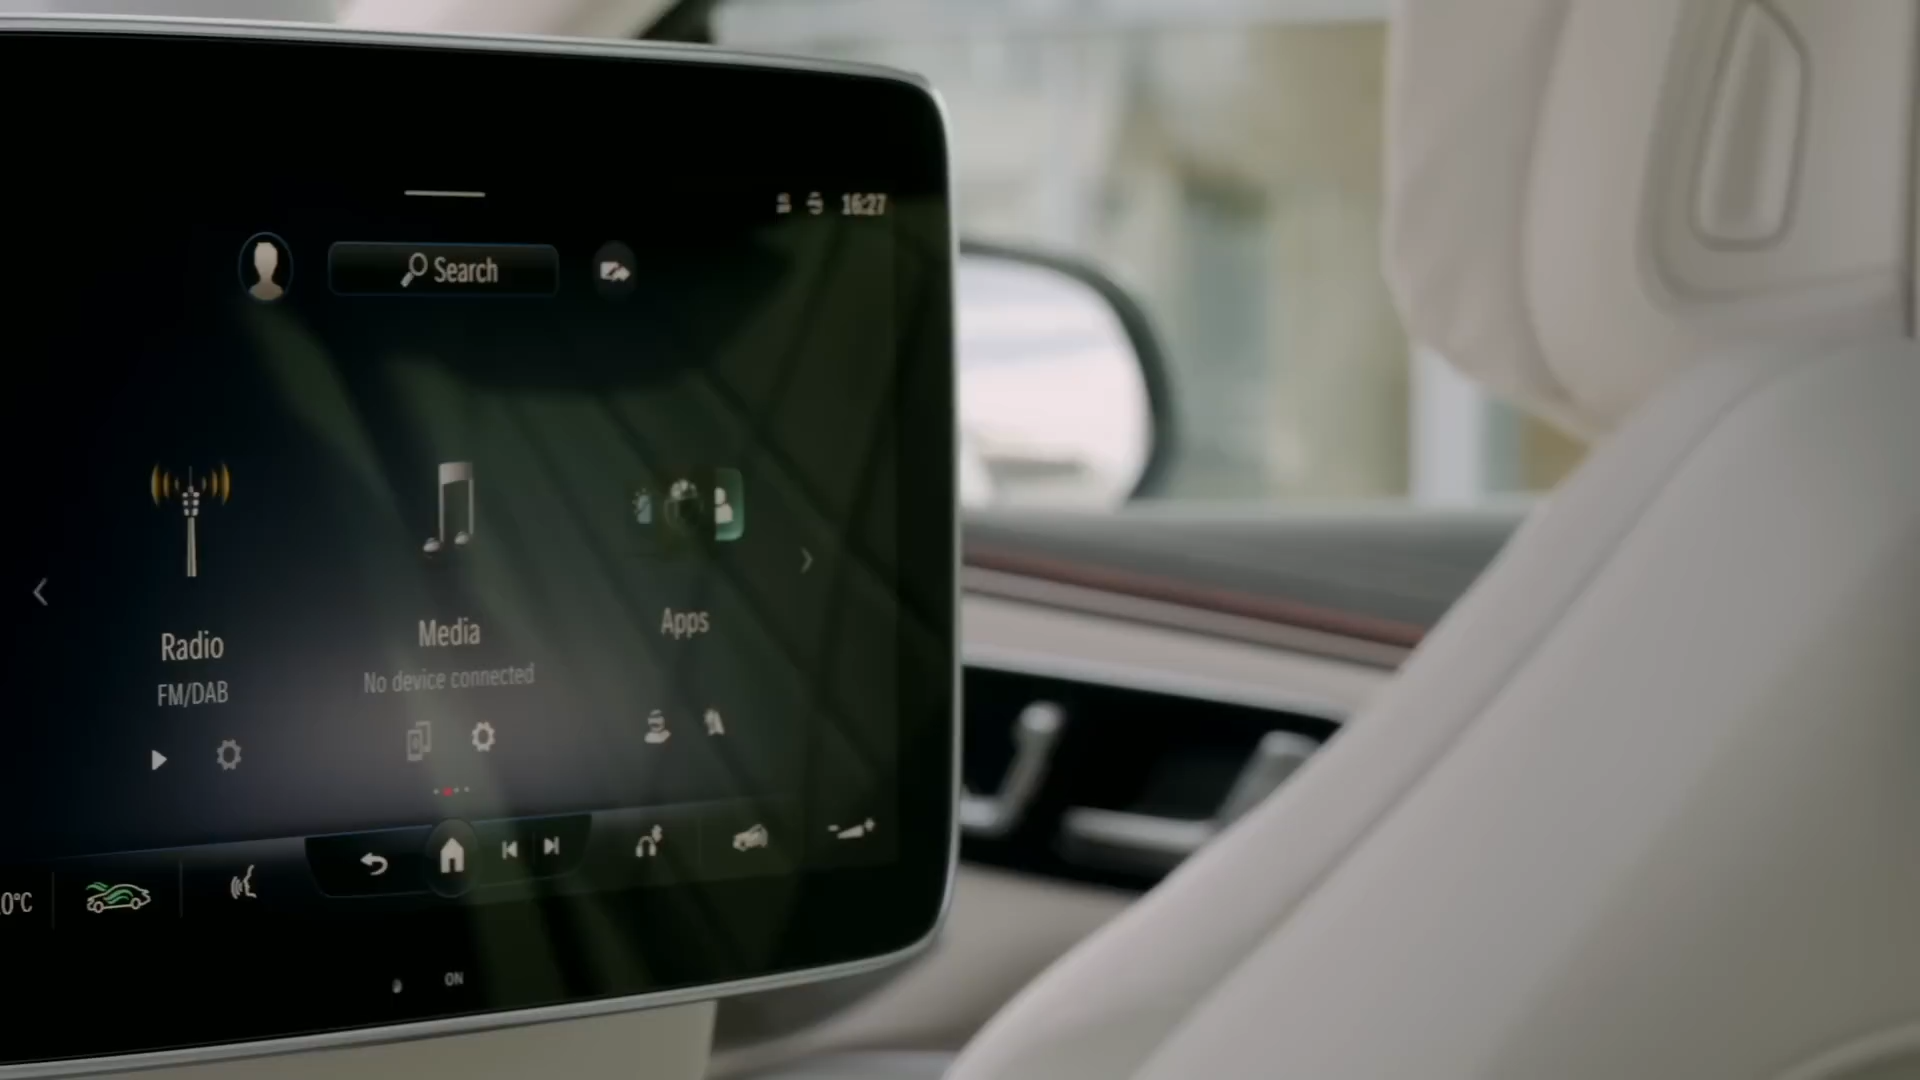 16:27
Search
Radio
FM/DAB
Media
No device connected
Apps
0°C
ON